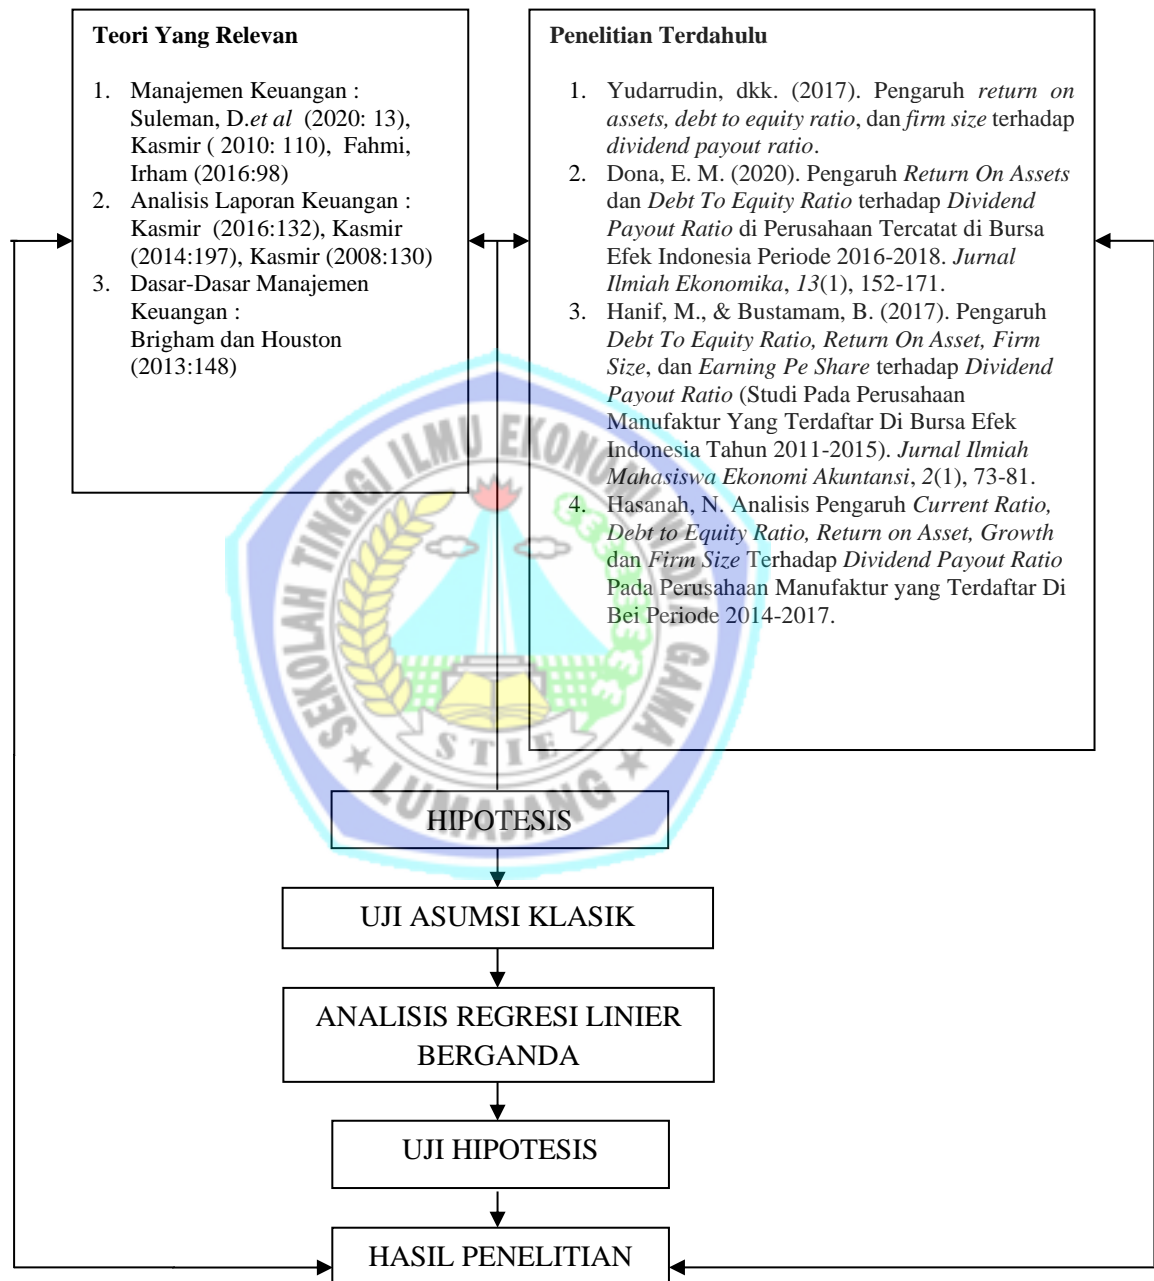 Teori Yang Relevan
1. Manajemen Keuangan :
Suleman, D.et al (2020: 13),
Kasmir ( 2010: 110), Fahmi,
Irham (2016:98)
2. Analisis Laporan Keuangan :
Kasmir (2016:132), Kasmir
(2014:197), Kasmir (2008:130)
3. Dasar-Dasar Manajemen
Keuangan :
Brigham dan Houston
(2013:148)
Penelitian Terdahulu
1. Yudarrudin, dkk. (2017). Pengaruh return on
assets, debt to equity ratio, dan firm size terhadap
dividend payout ratio.
2. Dona, E. M. (2020). Pengaruh Return On Assets
dan Debt To Equity Ratio terhadap Dividend
Payout Ratio di Perusahaan Tercatat di Bursa
Efek Indonesia Periode 2016-2018. Jurnal
Ilmiah Ekonomika, 13(1), 152-171.
3. Hanif, M., & Bustamam, B. (2017). Pengaruh
Debt To Equity Ratio, Return On Asset, Firm
Size, dan Earning Pe Share terhadap Dividend
Payout Ratio (Studi Pada Perusahaan
Manufaktur Yang Terdaftar Di Bursa Efek
Indonesia Tahun 2011-2015). Jurnal Ilmiah
Mahasiswa Ekonomi Akuntansi, 2(1), 73-81.
4. Hasanah, N. Analisis Pengaruh Current Ratio,
Debt to Equity Ratio, Return on Asset, Growth
dan Firm Size Terhadap Dividend Payout Ratio
Pada Perusahaan Manufaktur yang Terdaftar Di
Bei Periode 2014-2017.
SEKOLAH TINGGI ILMU EKONOMI WIDYA GAMA
STIE
LUMAJANG
HIPOTESIS
UJI ASUMSI KLASIK
ANALISIS REGRESI LINIER
BERGANDA
UJI HIPOTESIS
HASIL PENELITIAN